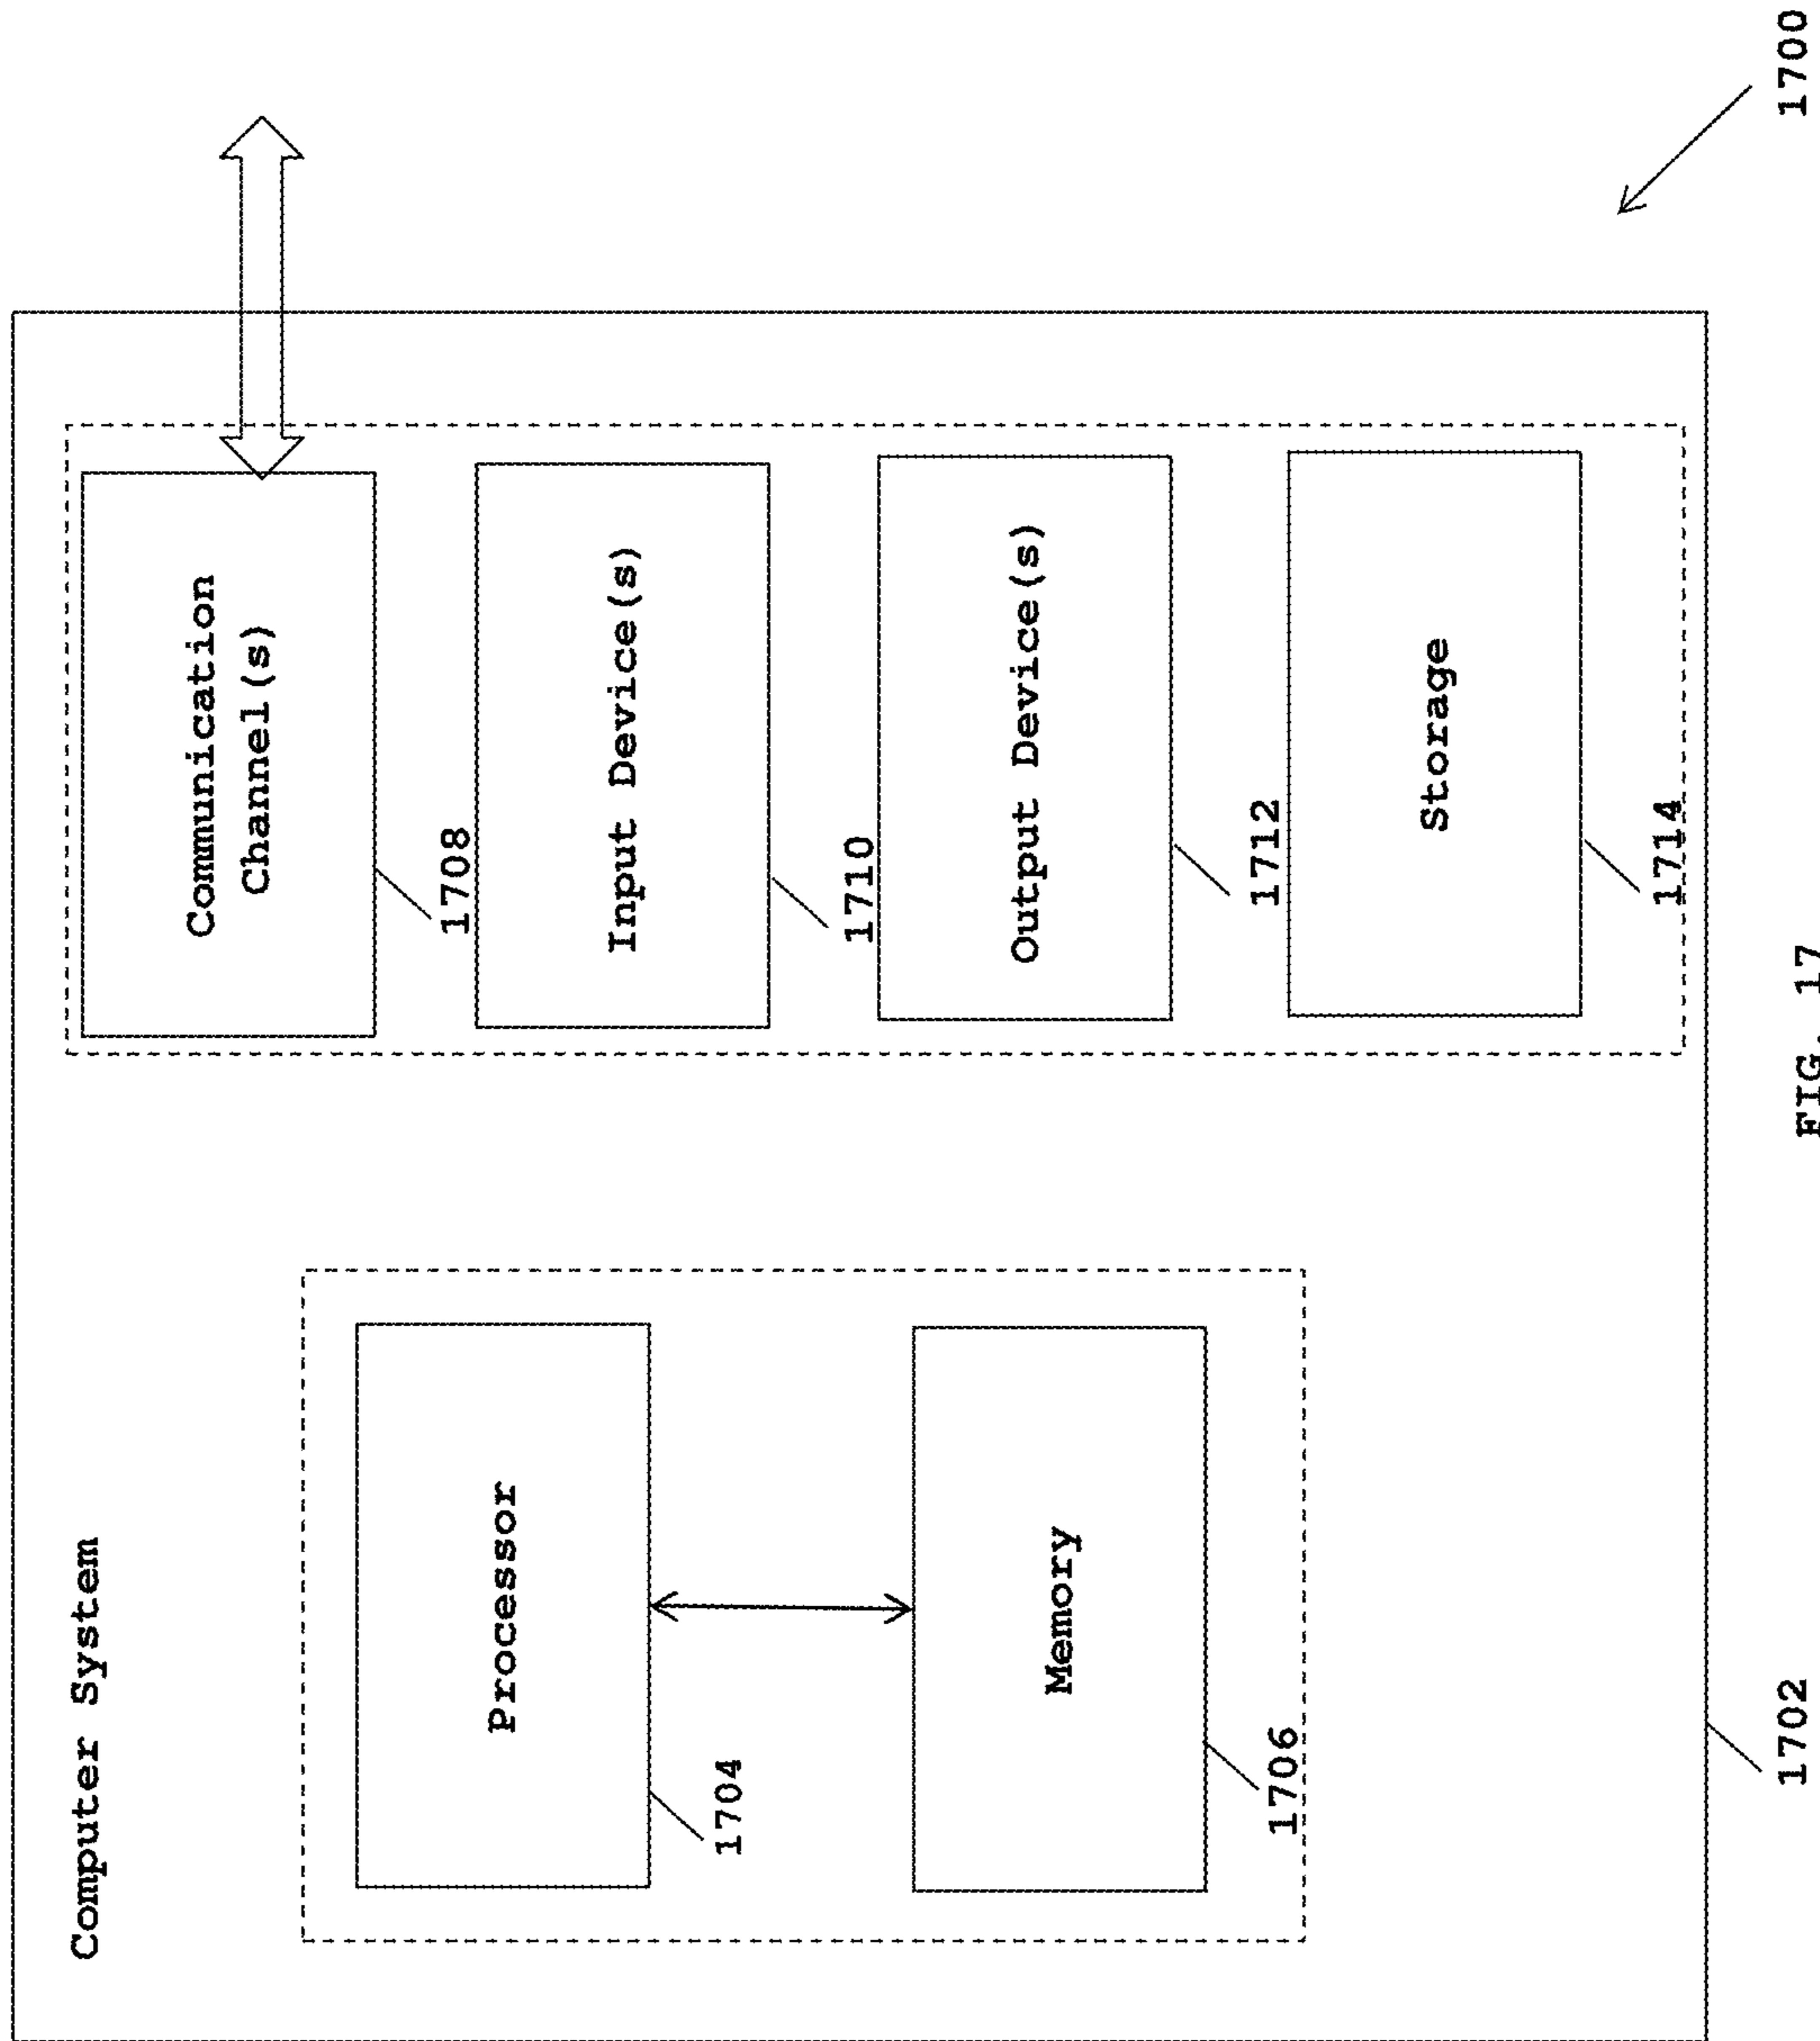 Computer System
Processor
1704
Memory
1706
Communication
Channel(s)
1708
Input Device(s)
1710
Output Device(s)
1712
Storage
1714
1702
FIG. 17
1700